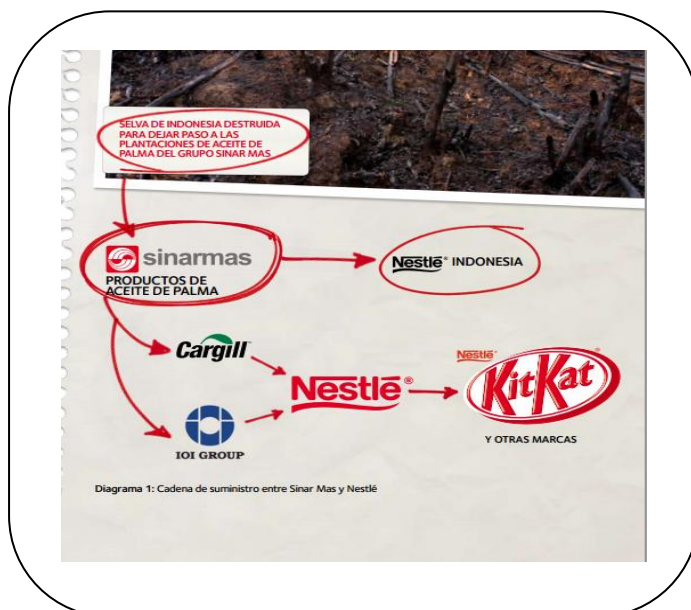 SELVA DE INDONESIA DESTRUIDA
PARA DEJAR PASO A LAS
PLANTACIONES DE ACEITE DE
PALMA DEL GRUPO SINAR MAS
sinarmas
PRODUCTOS DE
ACEITE DE PALMA
Nestlé® INDONESIA
Cargill™
IOI GROUP
Nestlé®
Nestlé®
KitKat®
Y OTRAS MARCAS
Diagrama 1: Cadena de suministro entre Sinar Mas y Nestlé